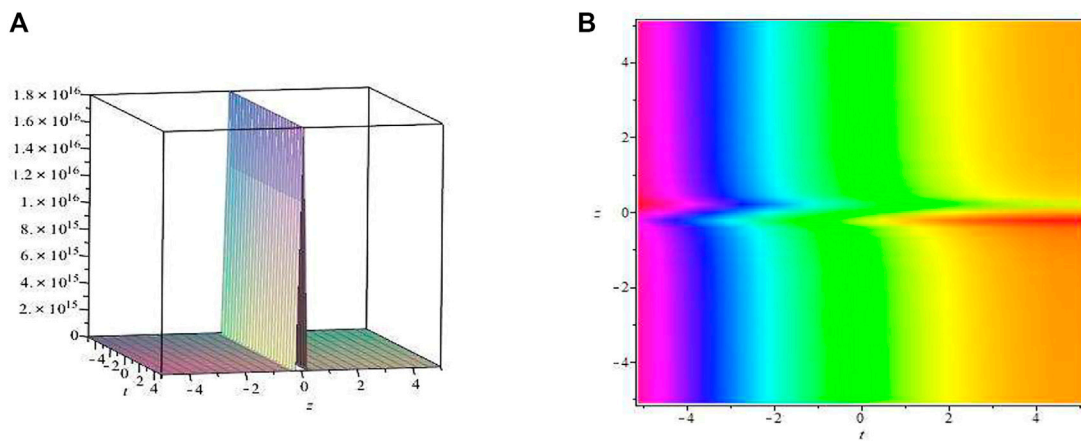 A
B
1.8 × 10^16
1.6 × 10^16
1.4 × 10^16
1.2 × 10^16
1. × 10^16
8. × 10^15
6. × 10^15
4. × 10^15
2. × 10^15
0
-4 -2 0 2 4
t
-4 -2 0 2 4
z
4
2
0
-2
-4
z
-4 -2 0 2 4
t